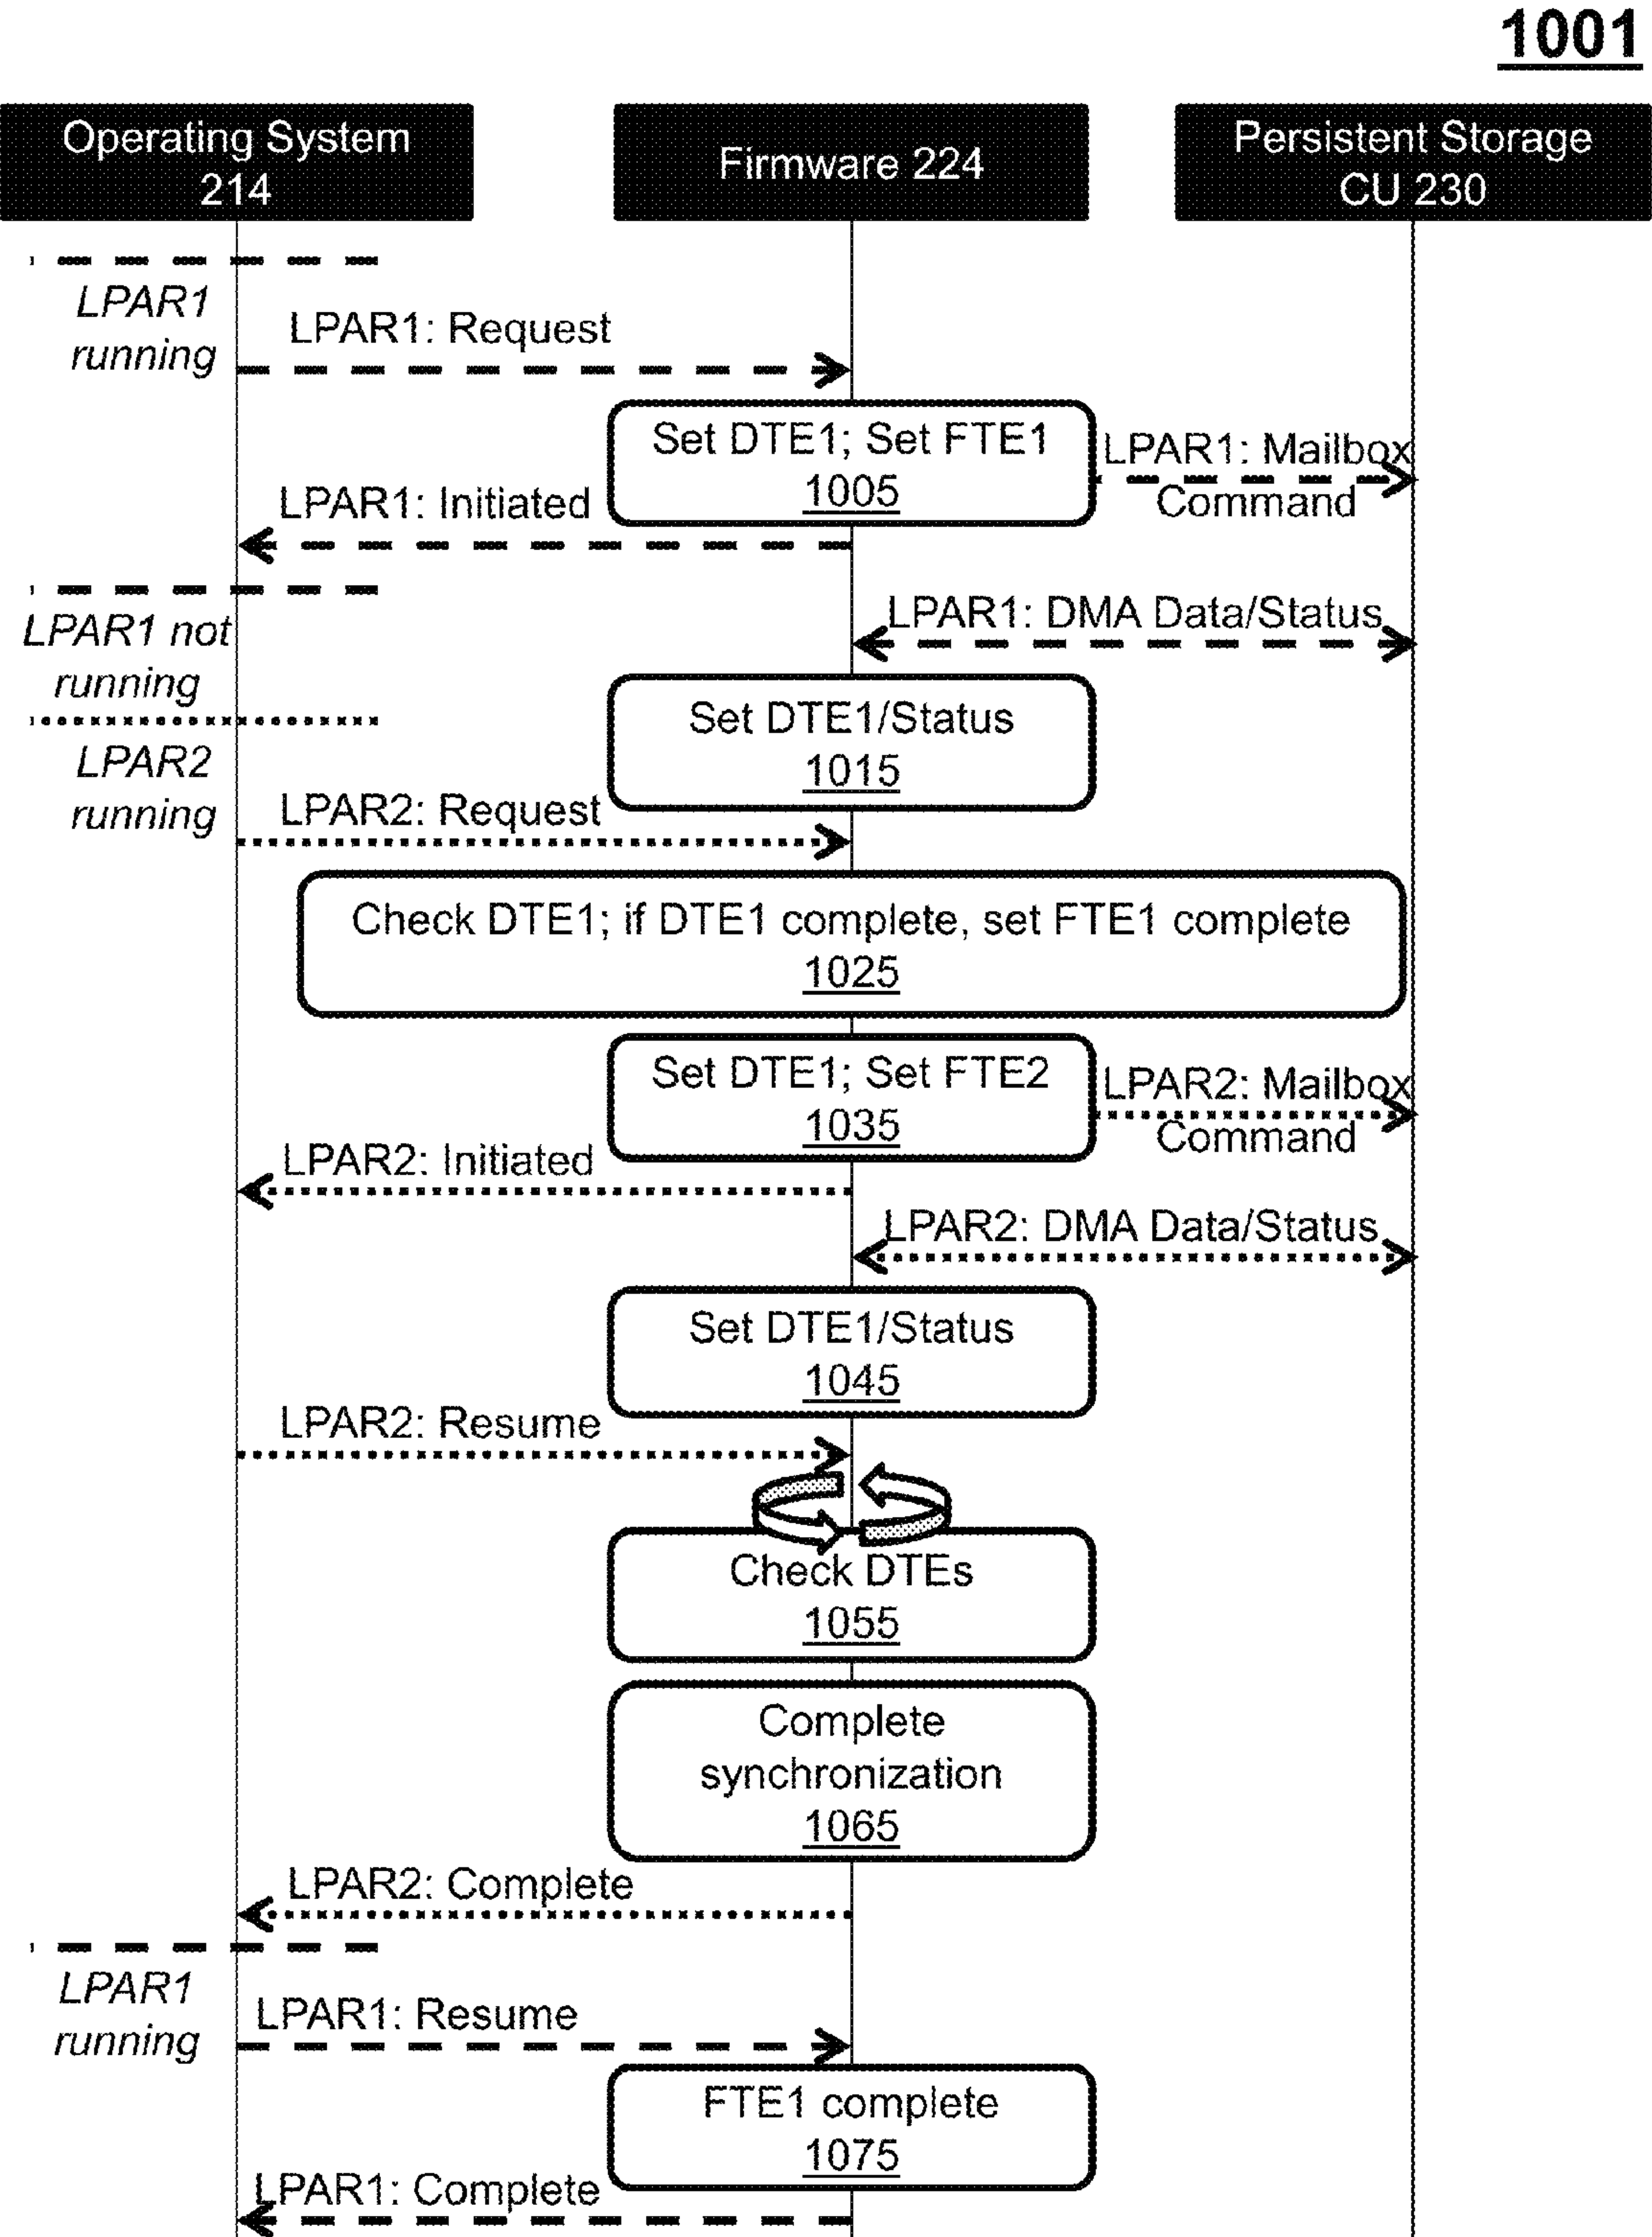 1001
Operating System
214
Firmware 224
Persistent Storage
CU 230
LPAR1
running
LPAR1: Request
Set DTE1; Set FTE1
1005
LPAR1: Mailbox
Command
LPAR1: Initiated
LPAR1 not
running
LPAR1: DMA Data/Status
Set DTE1/Status
1015
LPAR2
running
LPAR2: Request
Check DTE1; if DTE1 complete, set FTE1 complete
1025
Set DTE1; Set FTE2
1035
LPAR2: Mailbox
Command
LPAR2: Initiated
LPAR2: DMA Data/Status
Set DTE1/Status
1045
LPAR2: Resume
Check DTEs
1055
Complete
synchronization
1065
LPAR2: Complete
LPAR1
running
LPAR1: Resume
FTE1 complete
1075
LPAR1: Complete